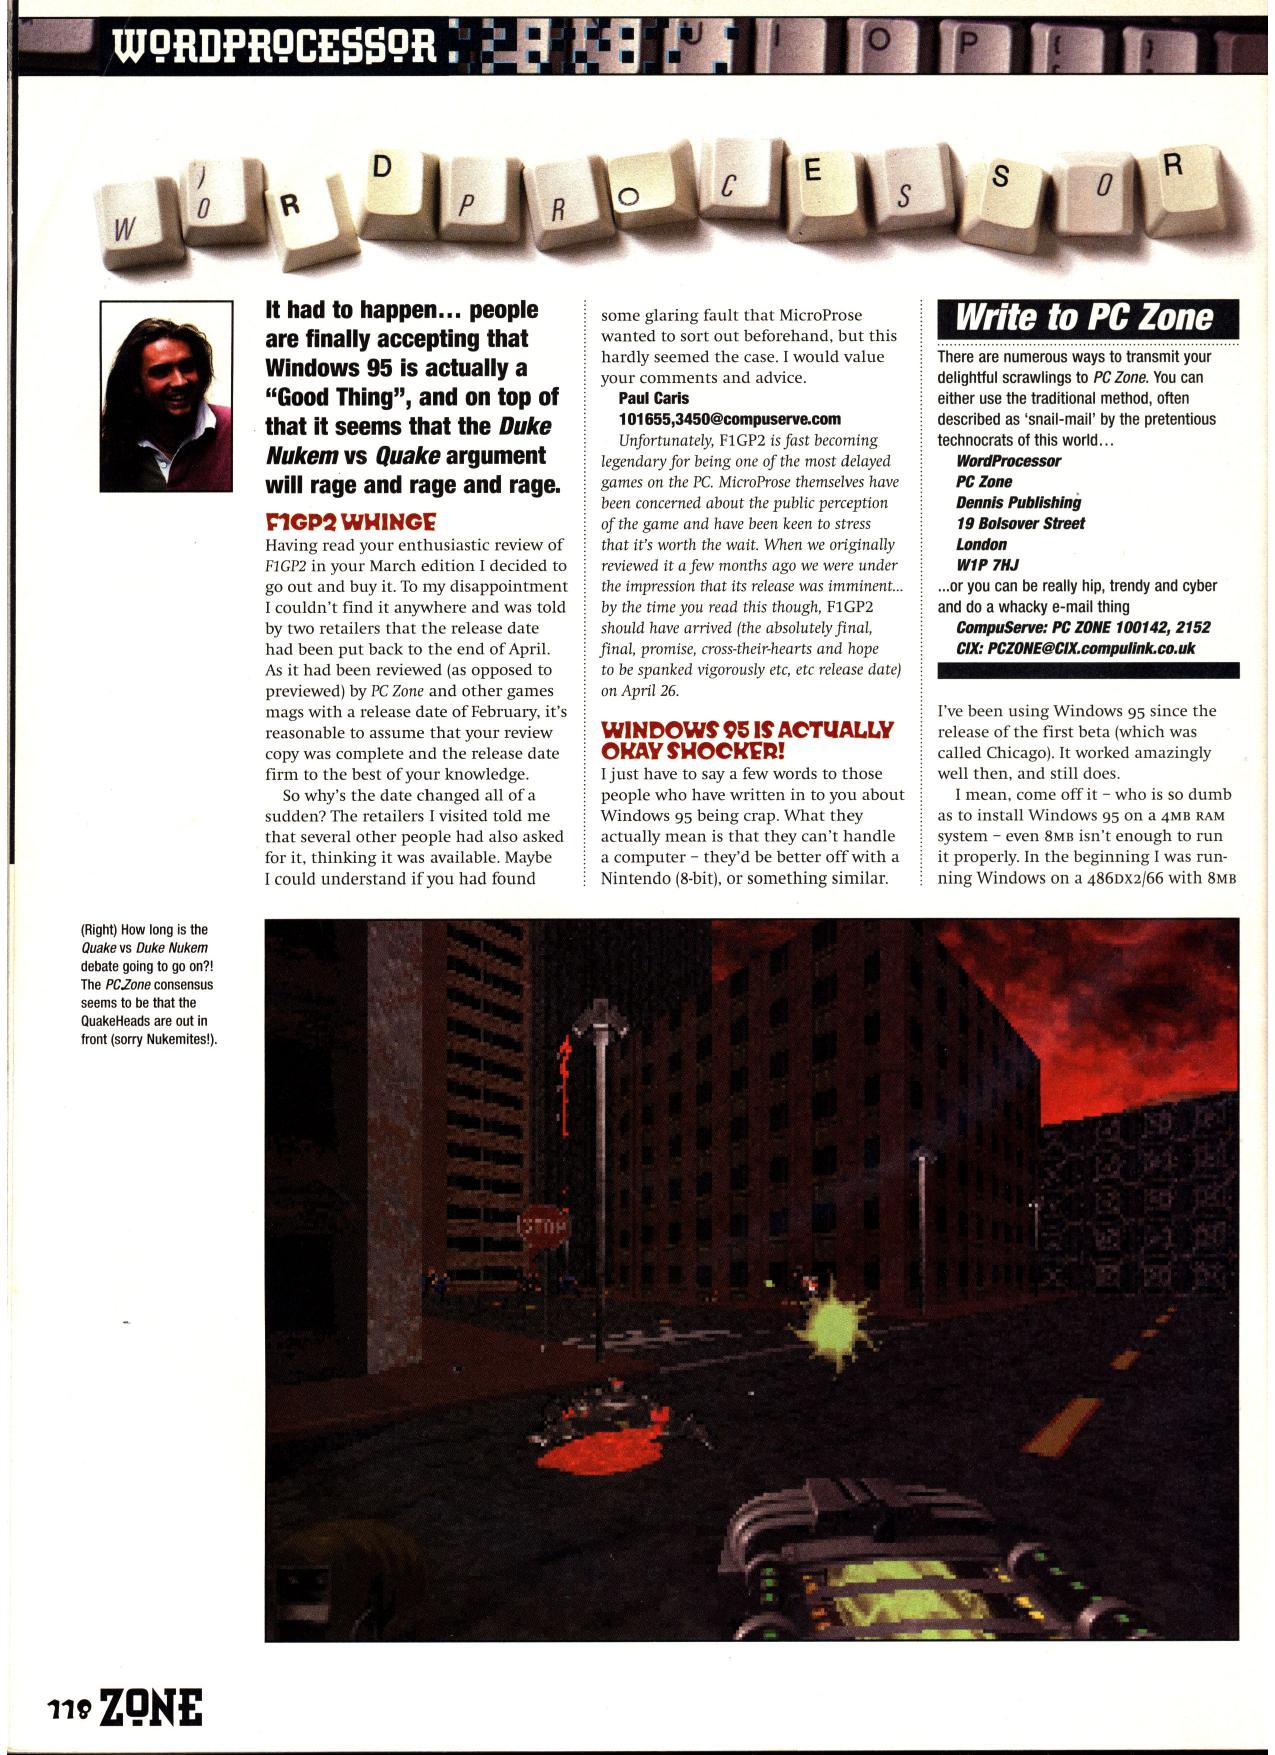 WORDPROCESSOR
U I O P { }
W ) 0 R D P R O C E S S O R
It had to happen... people
are finally accepting that
Windows 95 is actually a
“Good Thing”, and on top of
that it seems that the Duke
Nukem vs Quake argument
will rage and rage and rage.
F1GP2 WHINGE
Having read your enthusiastic review of
F1GP2 in your March edition I decided to
go out and buy it. To my disappointment
I couldn’t find it anywhere and was told
by two retailers that the release date
had been put back to the end of April.
As it had been reviewed (as opposed to
previewed) by PC Zone and other games
mags with a release date of February, it’s
reasonable to assume that your review
copy was complete and the release date
firm to the best of your knowledge.
So why’s the date changed all of a
sudden? The retailers I visited told me
that several other people had also asked
for it, thinking it was available. Maybe
I could understand if you had found
some glaring fault that MicroProse
wanted to sort out beforehand, but this
hardly seemed the case. I would value
your comments and advice.
Paul Caris
101655,3450@compuserve.com
Unfortunately, F1GP2 is fast becoming
legendary for being one of the most delayed
games on the PC. MicroProse themselves have
been concerned about the public perception
of the game and have been keen to stress
that it’s worth the wait. When we originally
reviewed it a few months ago we were under
the impression that its release was imminent...
by the time you read this though, F1GP2
should have arrived (the absolutely final,
final, promise, cross-their-hearts and hope
to be spanked vigorously etc, etc release date)
on April 26.
WINDOWS 95 IS ACTUALLY
OKAY SHOCKER!
I just have to say a few words to those
people who have written in to you about
Windows 95 being crap. What they
actually mean is that they can’t handle
a computer – they’d be better off with a
Nintendo (8-bit), or something similar.
Write to PC Zone
There are numerous ways to transmit your
delightful scrawlings to PC Zone. You can
either use the traditional method, often
described as ‘snail-mail’ by the pretentious
technocrats of this world...
WordProcessor
PC Zone
Dennis Publishing
19 Bolsover Street
London
W1P 7HJ
...or you can be really hip, trendy and cyber
and do a whacky e-mail thing
CompuServe: PC ZONE 100142, 2152
CIX: PCZONE@CIX.compulink.co.uk
I’ve been using Windows 95 since the
release of the first beta (which was
called Chicago). It worked amazingly
well then, and still does.
I mean, come off it – who is so dumb
as to install Windows 95 on a 4MB RAM
system – even 8MB isn’t enough to run
it properly. In the beginning I was run-
ning Windows on a 486DX2/66 with 8MB
(Right) How long is the
Quake vs Duke Nukem
debate going to go on?!
The PC Zone consensus
seems to be that the
QuakeHeads are out in
front (sorry Nukemites!).
STOP
118 ZONE